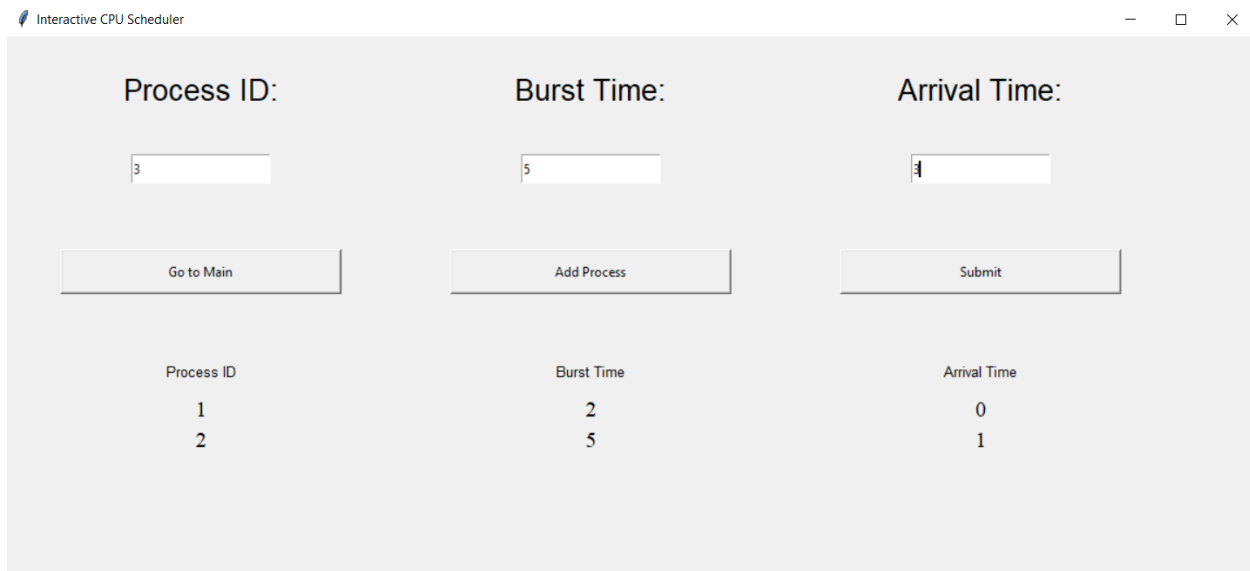 Interactive CPU Scheduler
Process ID: Burst Time: Arrival Time:
3 5 3
Go to Main Add Process Submit
Process ID Burst Time Arrival Time
1 2 0
2 5 1